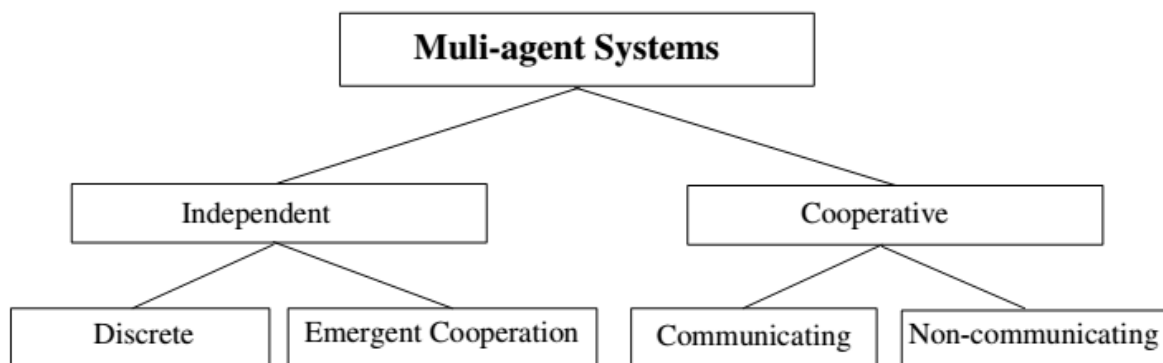 Muli-agent Systems
Independent
Cooperative
Discrete
Emergent Cooperation
Communicating
Non-communicating